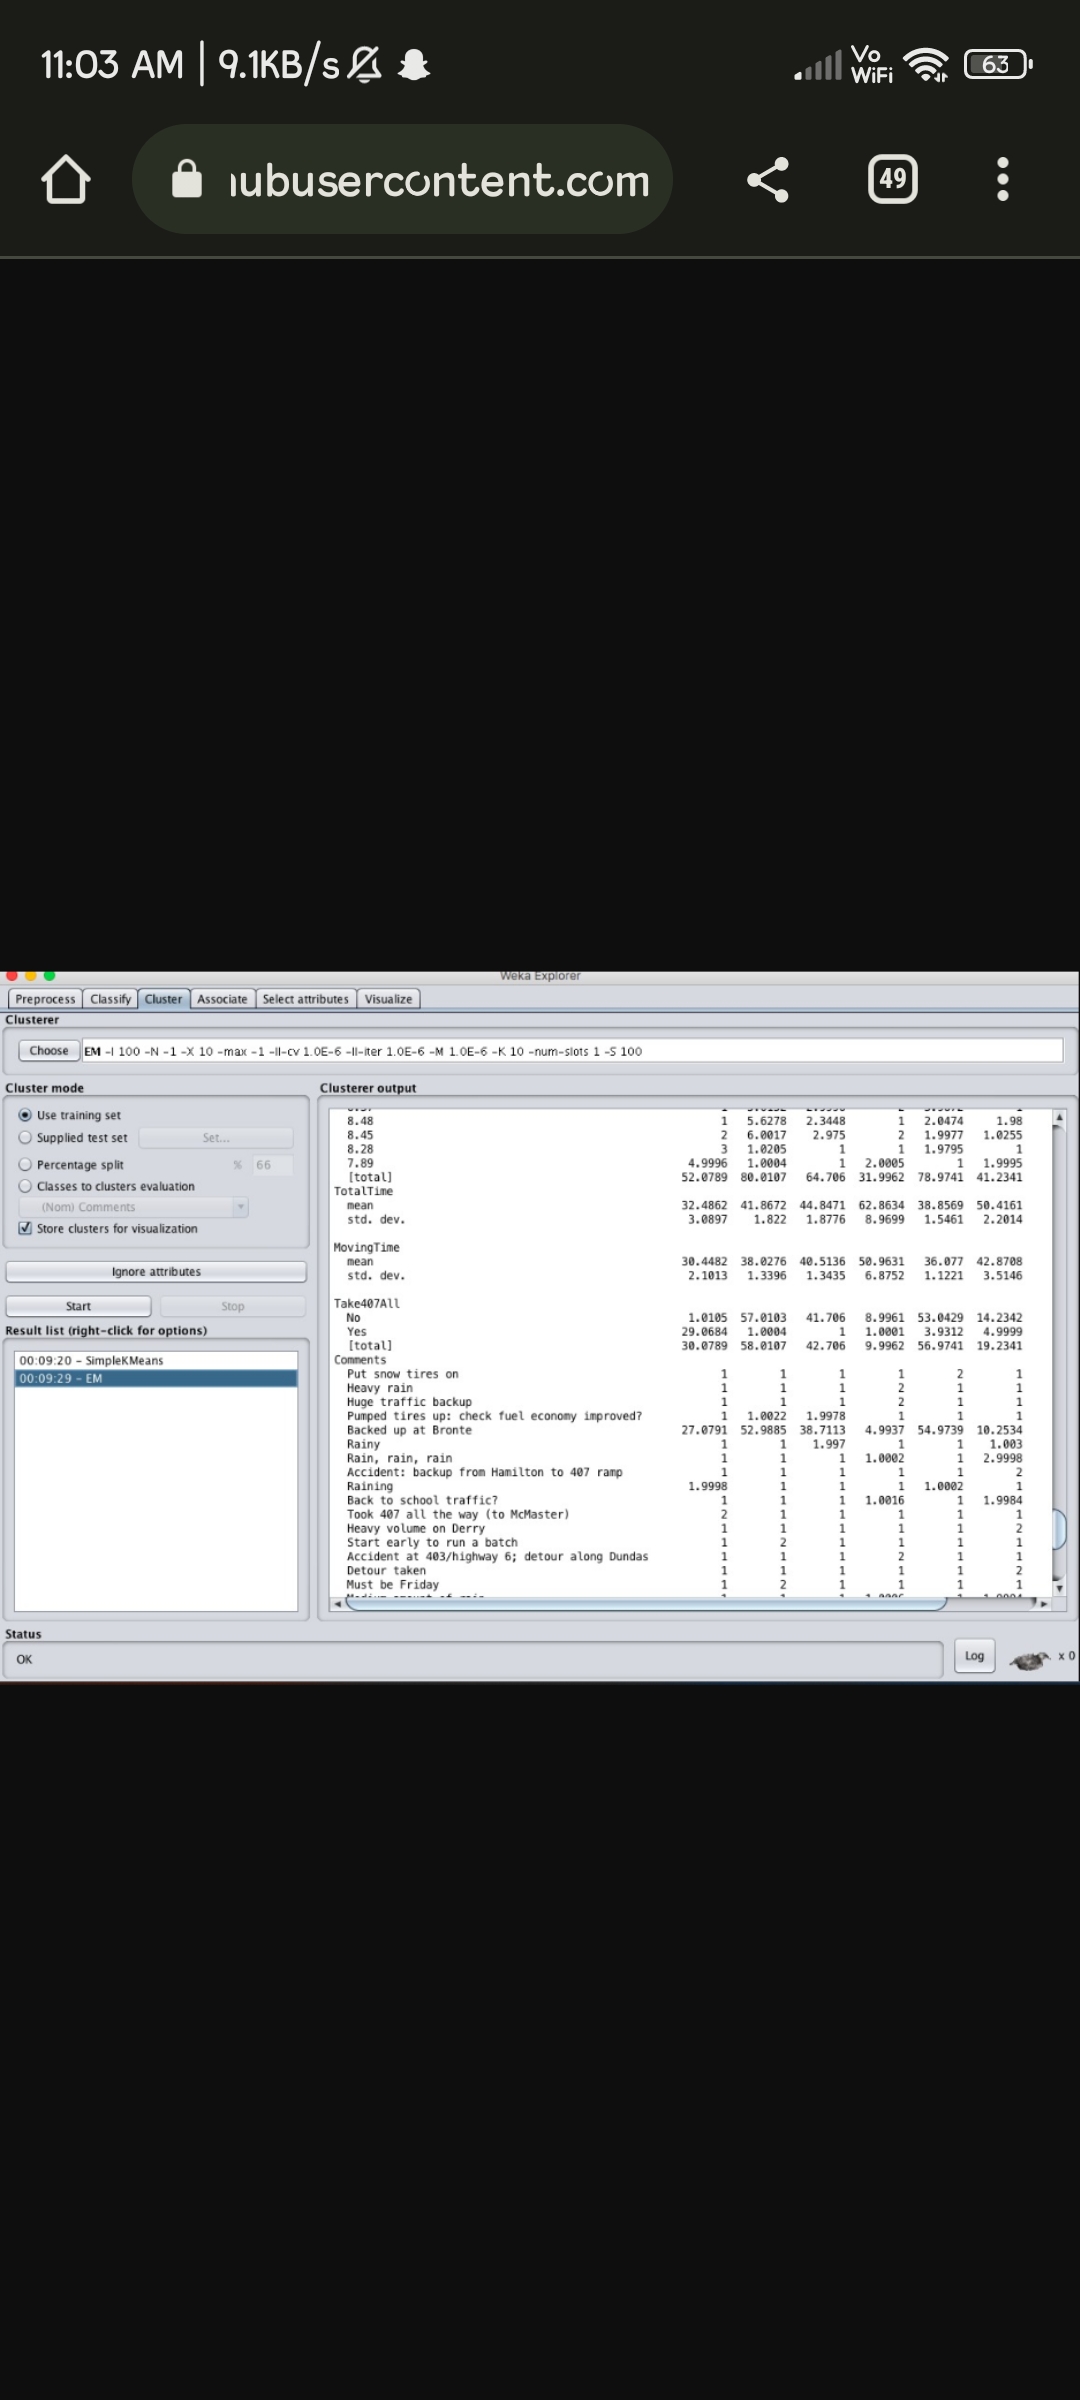 11:03 AM | 9.1KB/s Vo WiFi 63
ubusercontent.com 49
Weka Explorer
Preprocess Classify Cluster Associate Select attributes Visualize
Clusterer
Choose EM -I 100 -N -1 -X 10 -max -1 -ll-cv 1.0E-6 -ll-iter 1.0E-6 -M 1.0E-6 -K 10 -num-slots 1 -S 100
Cluster mode
Use training set
Supplied test set Set...
Percentage split % 66
Classes to clusters evaluation
(Nom) Comments
Store clusters for visualization
Ignore attributes
Start Stop
Result list (right-click for options)
00:09:20 - SimpleKMeans
00:09:29 - EM
Clusterer output
8.48 1 5.6278 2.3448 1 2.0474 1.98
8.45 2 6.0017 2.975 2 1.9977 1.0255
8.28 3 1.0205 1 1 1.9795 1
7.89 4.9996 1.0004 1 2.0005 1 1.9995
[total] 52.0789 80.0107 64.706 31.9962 78.9741 41.2341
TotalTime
mean 32.4862 41.8672 44.8471 62.8634 38.8569 50.4161
std. dev. 3.0897 1.822 1.8776 8.9699 1.5461 2.2014
MovingTime
mean 30.4482 38.0276 40.5136 50.9631 36.077 42.8708
std. dev. 2.1013 1.3396 1.3435 6.8752 1.1221 3.5146
Take407All
No 1.0105 57.0103 41.706 8.9961 53.0429 14.2342
Yes 29.0684 1.0004 1 1.0001 3.9312 4.9999
[total] 30.0789 58.0107 42.706 9.9962 56.9741 19.2341
Comments
Put snow tires on 1 1 1 1 2 1
Heavy rain 1 1 1 2 1 1
Huge traffic backup 1 1 1 2 1 1
Pumped tires up: check fuel economy improved? 1 1.0022 1.9978 1 1 1
Backed up at Bronte 27.0791 52.9885 38.7113 4.9937 54.9739 10.2534
Rainy 1 1 1.997 1 1 1.003
Rain, rain, rain 1 1 1 1.0002 1 2.9998
Accident: backup from Hamilton to 407 ramp 1 1 1 1 1 2
Raining 1.9998 1 1 1 1.0002 1
Back to school traffic? 1 1 1 1.0016 1 1.9984
Took 407 all the way (to McMaster) 2 1 1 1 1 1
Heavy volume on Derry 1 1 1 1 1 2
Start early to run a batch 1 2 1 1 1 1
Accident at 403/highway 6; detour along Dundas 1 1 1 2 1 1
Detour taken 1 1 1 1 1 2
Must be Friday 1 2 1 1 1 1
Status
OK
Log x 0